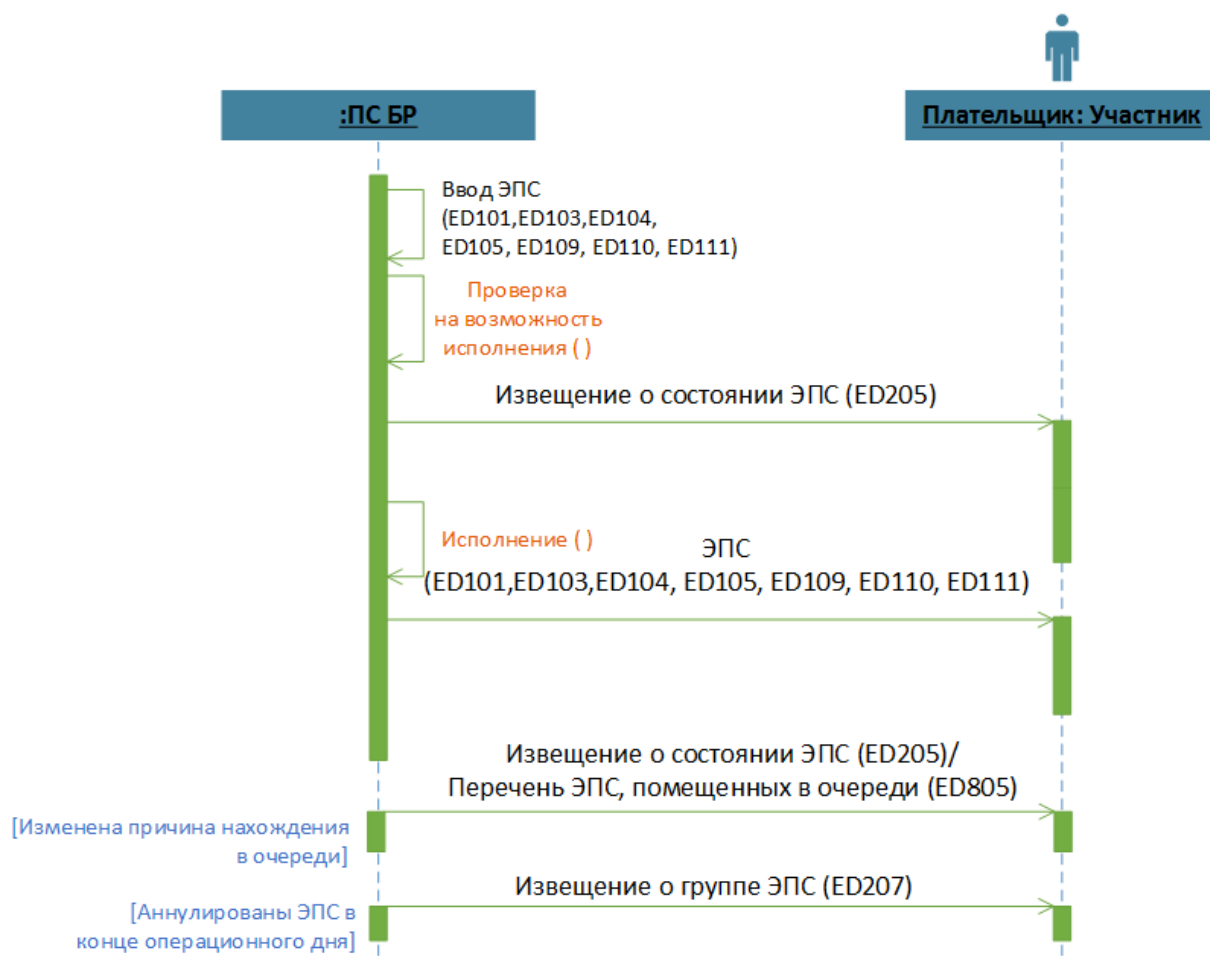 :ПС БР
Плательщик: Участник
Ввод ЭПС
(ED101,ED103,ED104,
ED105, ED109, ED110, ED111)
Проверка
на возможность
исполнения ( )
Извещение о состоянии ЭПС (ED205)
Исполнение ( )
ЭПС
(ED101,ED103,ED104, ED105, ED109, ED110, ED111)
Извещение о состоянии ЭПС (ED205)/
Перечень ЭПС, помещенных в очереди (ED805)
[Изменена причина нахождения
в очереди]
Извещение о группе ЭПС (ED207)
[Аннулированы ЭПС в
конце операционного дня]